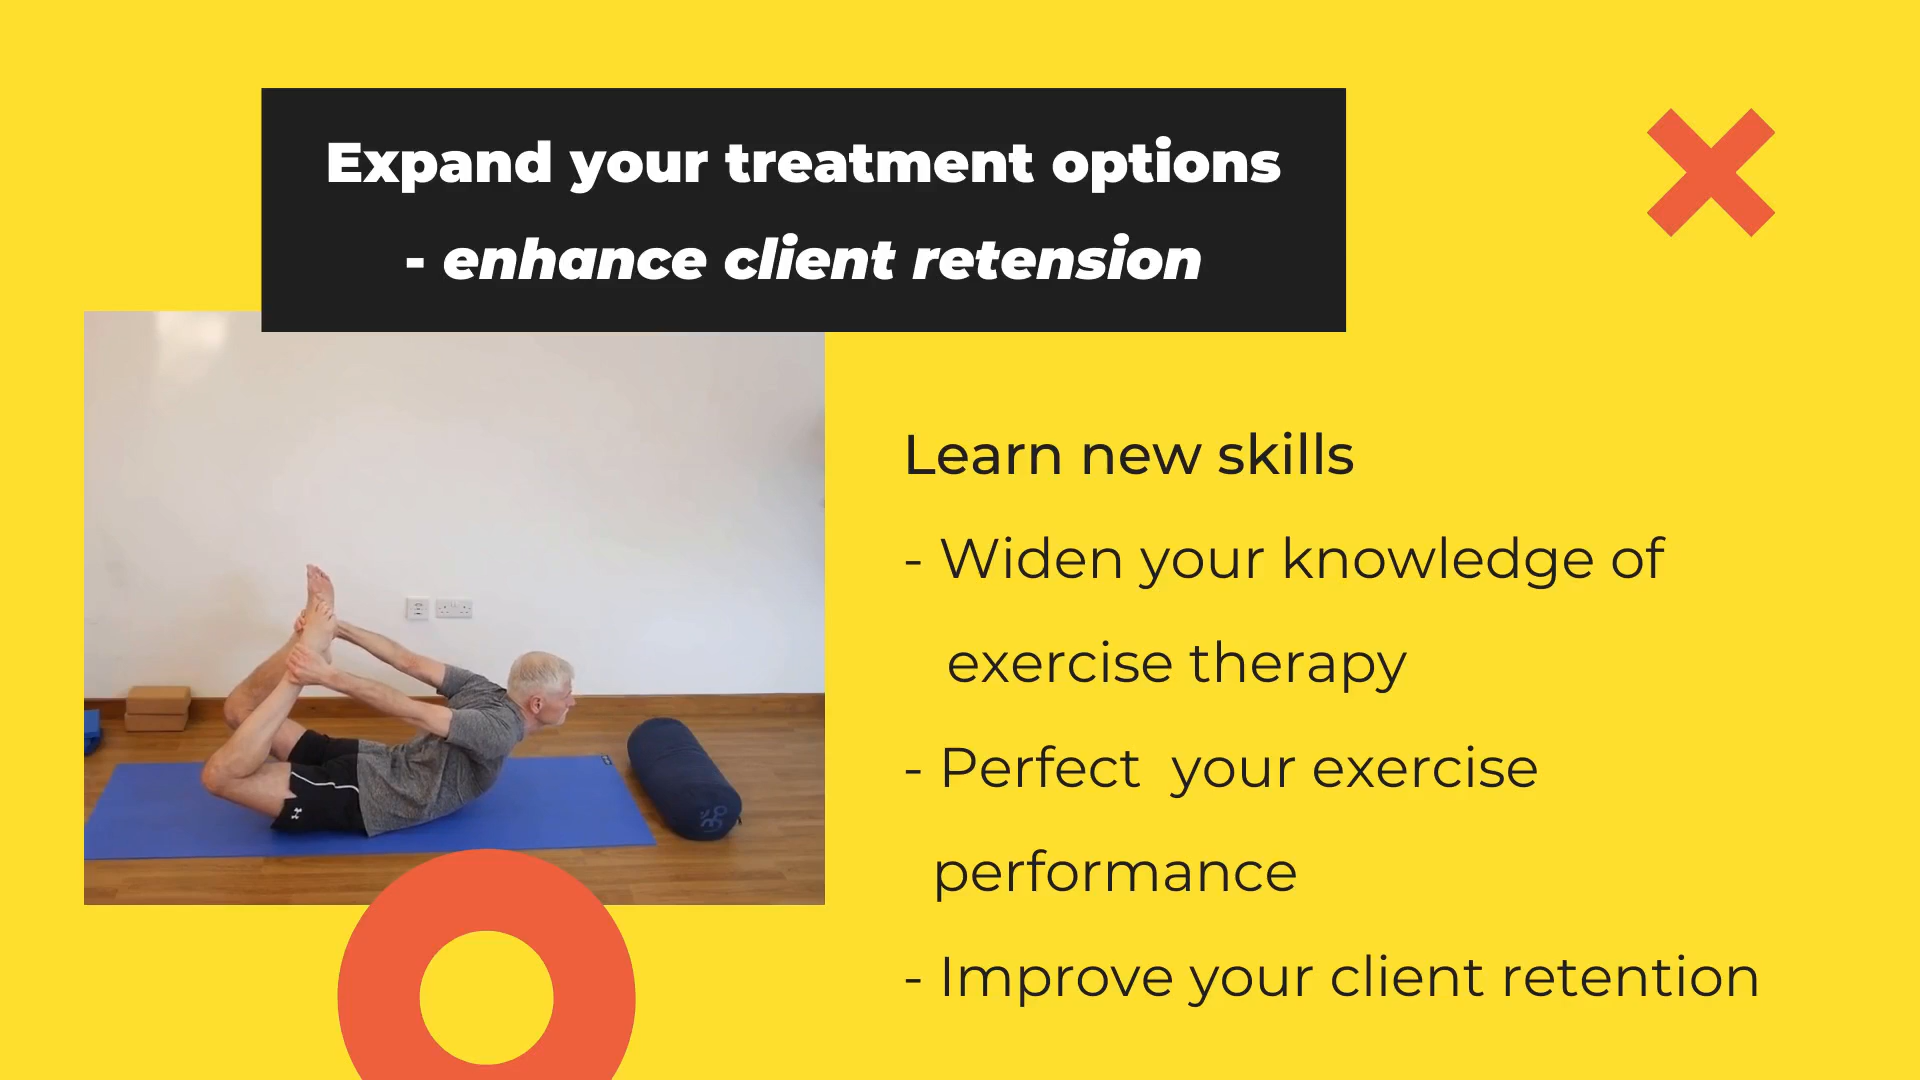 Expand your treatment options
- enhance client retension
Learn new skills
- Widen your knowledge of
exercise therapy
- Perfect  your exercise
performance
- Improve your client retention